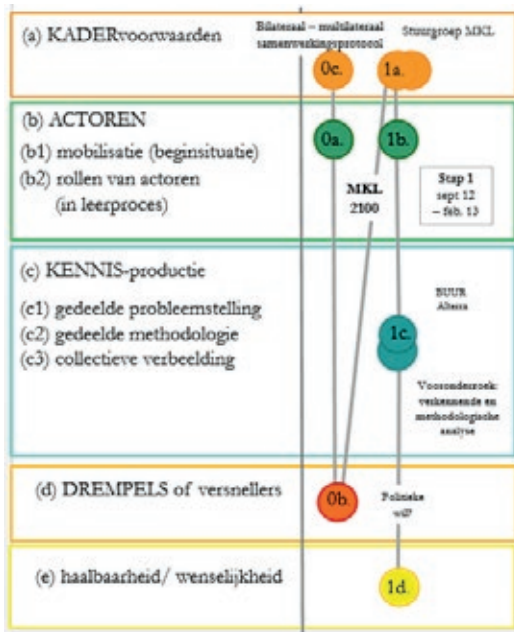 (a) KADERvoorwaarden
Bilateraal – multilateraal
samenwerkingsprotocol
Stuurgroep MKL
0c.
1a.
(b) ACTOREN
(b1) mobilisatie (beginsituatie)
(b2) rollen van actoren
(in leerproces)
0a.
1b.
MKL
2100
Stap 1
sept 12
– feb. 13
(c) KENNIS-productie
(c1) gedeelde probleemstelling
(c2) gedeelde methodologie
(c3) collectieve verbeelding
BUUR
Alterra
1c.
Vooronderzoek:
verkennende en
methodologische
analyse
(d) DREMPELS of versnellers
0b.
Politieke
wil?
(e) haalbaarheid/ wenselijkheid
1d.